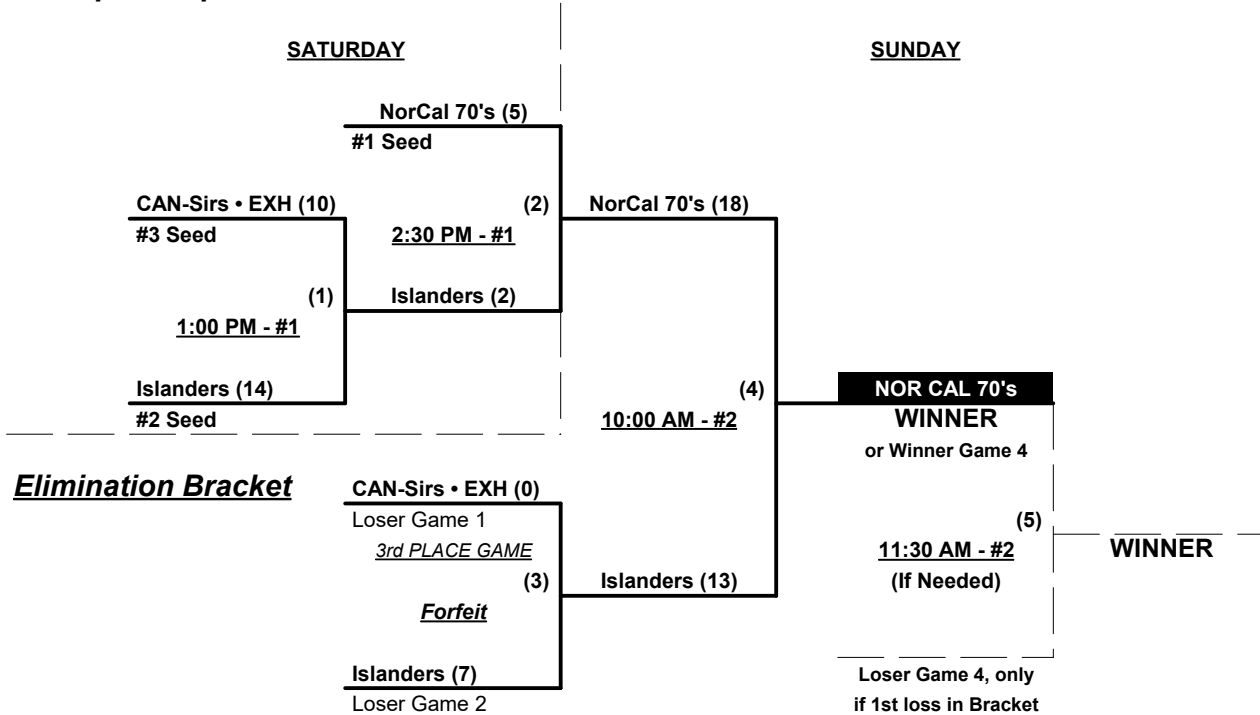 SATURDAY
SUNDAY
NorCal 70's (5)
#1 Seed
CAN-Sirs • EXH (10)
(2)
NorCal 70's (18)
#3 Seed
2:30 PM - #1
(1)
Islanders (2)
1:00 PM - #1
Islanders (14)
(4)
NOR CAL 70's
#2 Seed
10:00 AM - #2
WINNER
or Winner Game 4
Elimination Bracket
CAN-Sirs • EXH (0)
Loser Game 1
(5)
3rd PLACE GAME
11:30 AM - #2
WINNER
(3)
Islanders (13)
(If Needed)
Forfeit
Islanders (7)
Loser Game 4, only
Loser Game 2
if 1st loss in Bracket